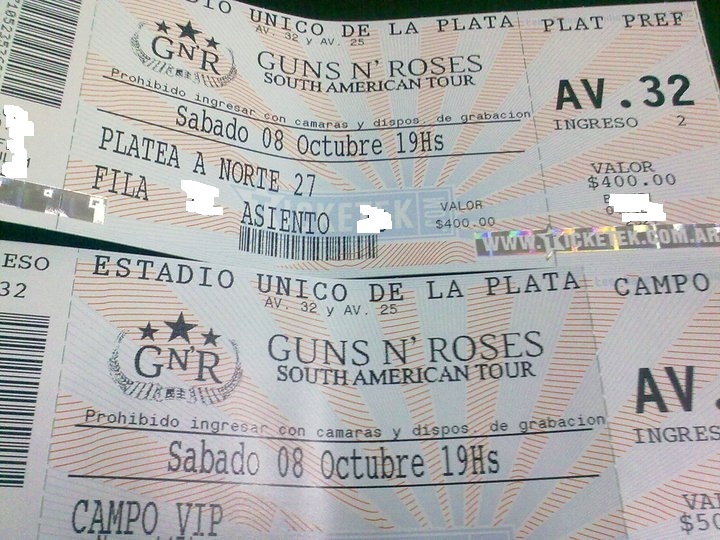 ESTADIO UNICO DE LA PLATA
AV. 32 y AV. 25
GNR
GUNS N' ROSES
SOUTH AMERICAN TOUR
Prohibido ingresar con camaras y dispos. de grabacion
Sabado 08 Octubre 19Hs
PLATEA A NORTE 27
FILA
ASIENTO
VALOR
$400.00
PLAT PREF
AV.32
INGRESO 2
VALOR
$400.00
WWW.TICKETEK.COM.AR
ESO
32
ESTADIO UNICO DE LA PLATA
AV. 32 y AV. 25
GN'R
GUNS N' ROSES
SOUTH AMERICAN TOUR
Prohibido ingresar con camaras y dispos. de grabacion
Sabado 08 Octubre 19Hs
CAMPO VIP
CAMPO
AV.
INGRES
VAL
$50